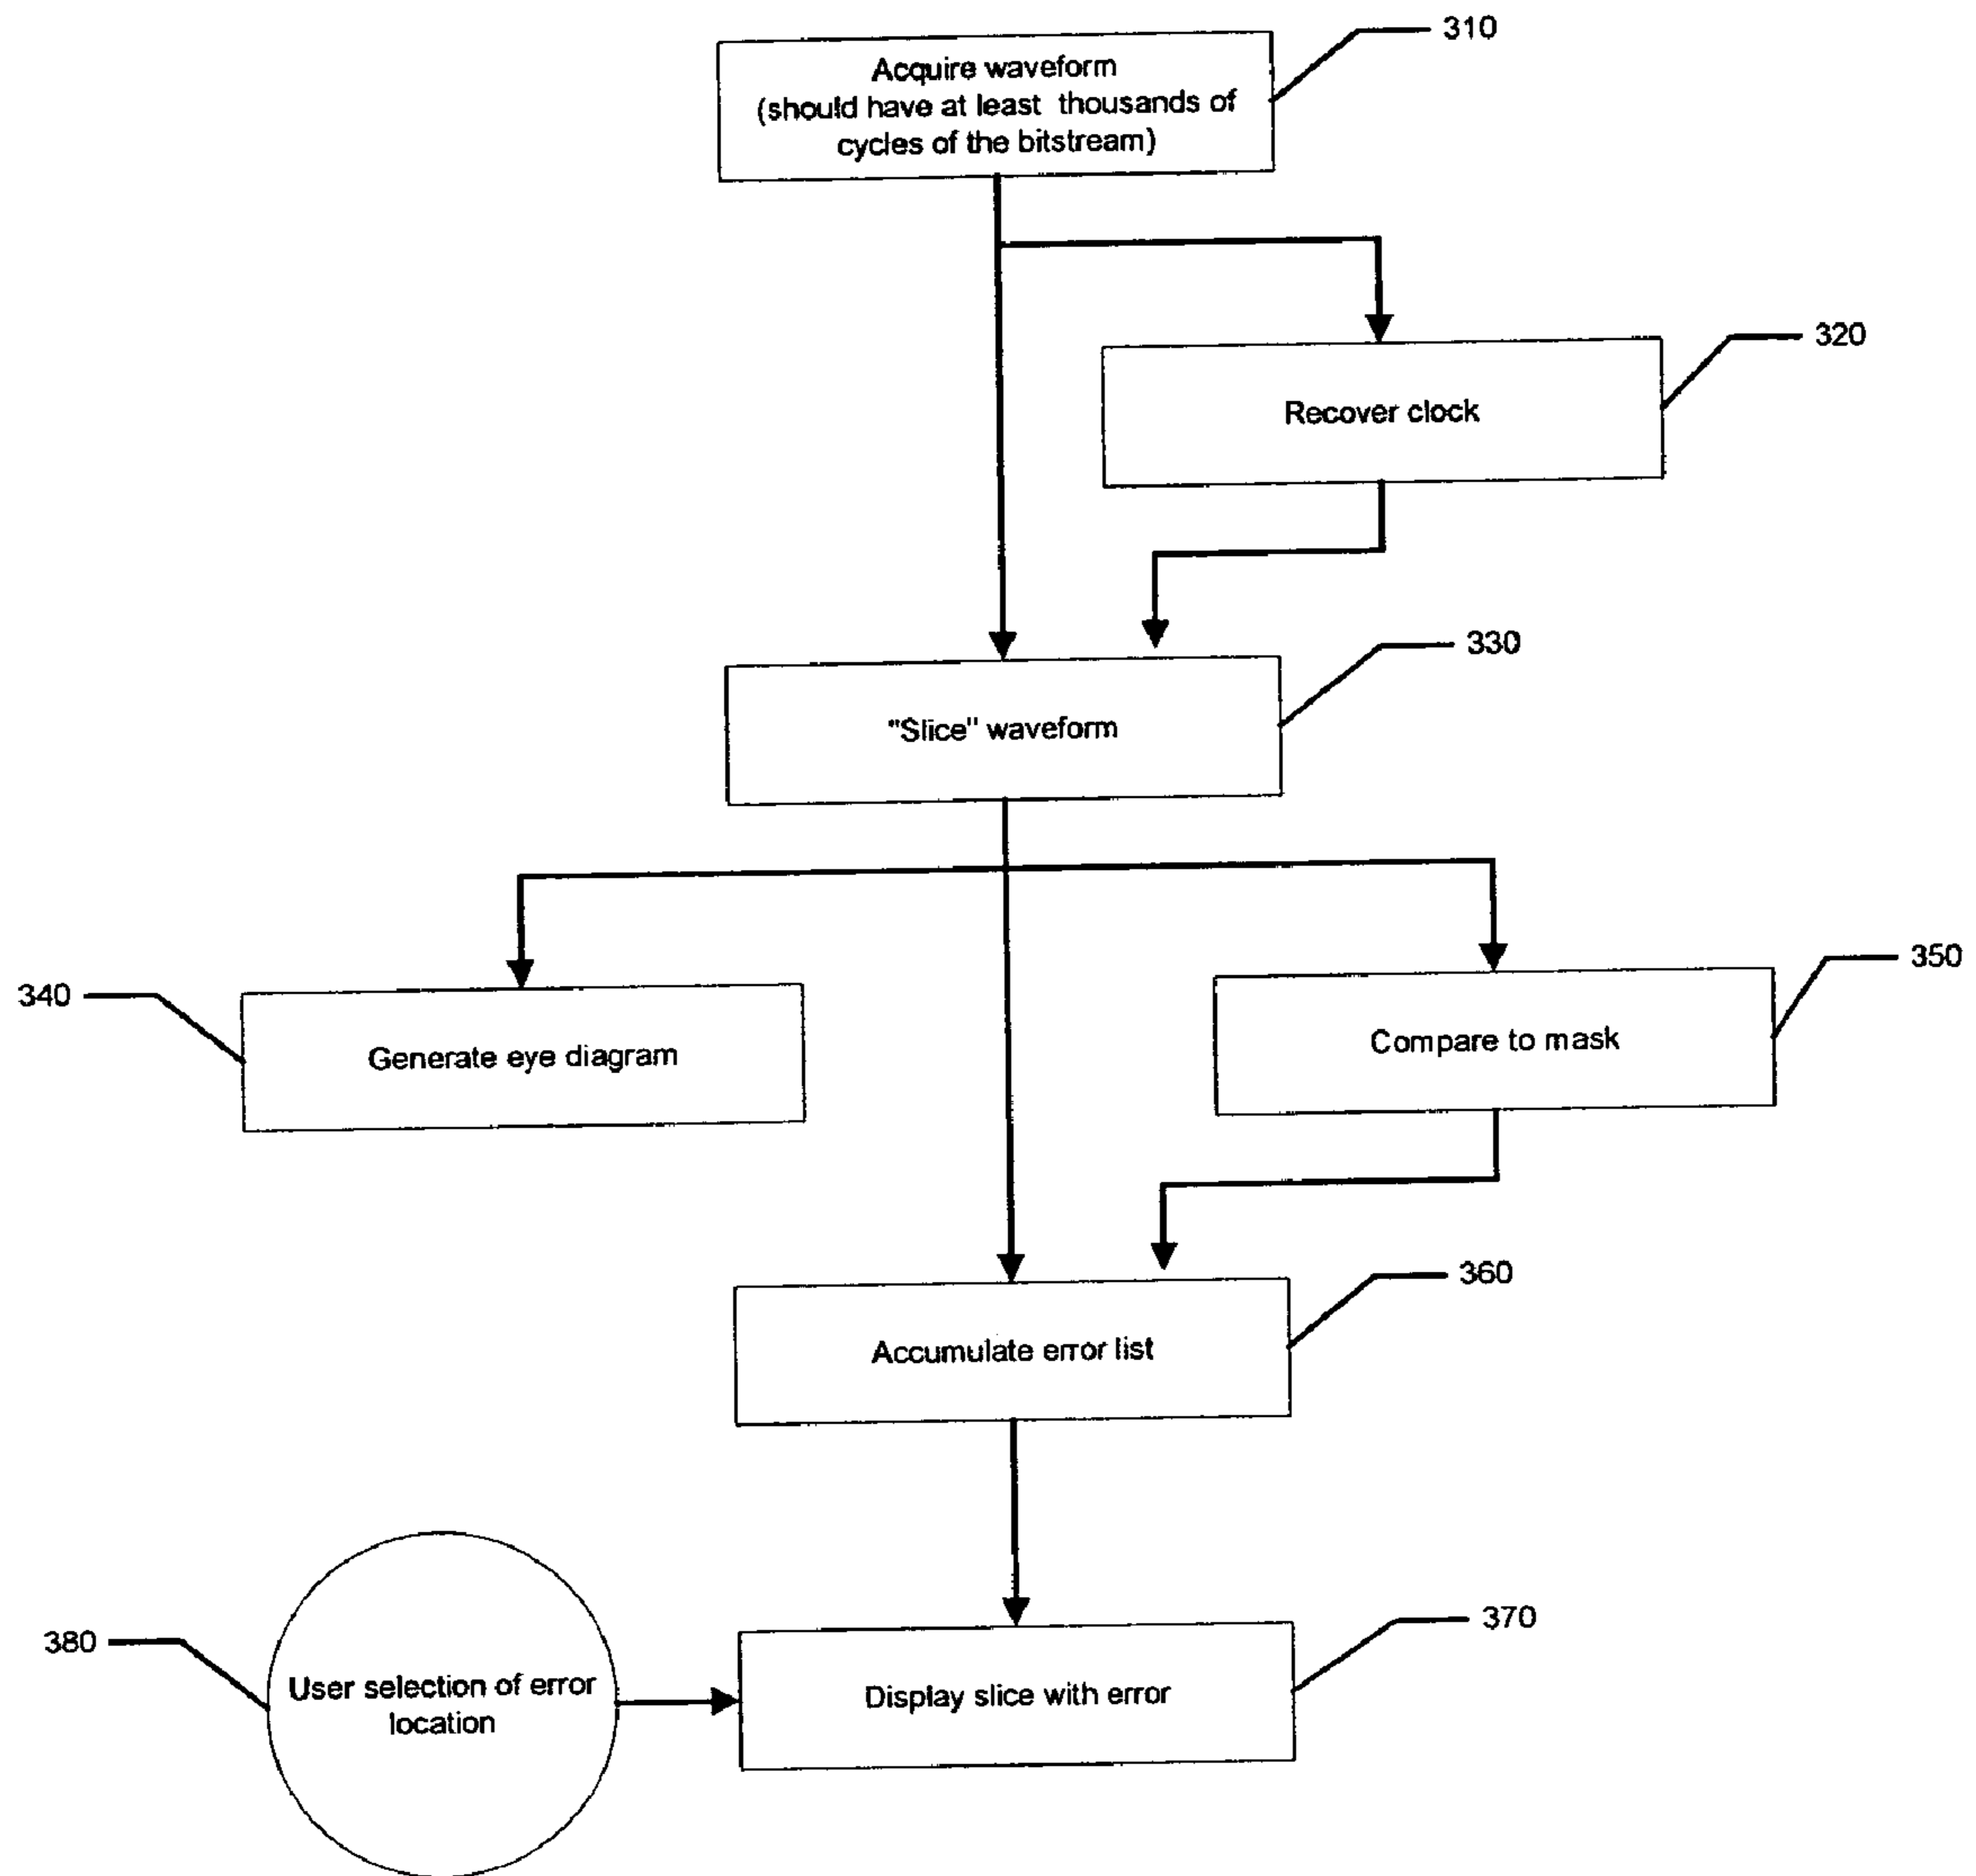 310
Acquire waveform
(should have at least thousands of
cycles of the bitstream)
320
Recover clock
330
"Slice" waveform
340
Generate eye diagram
350
Compare to mask
360
Accumulate error list
380
User selection of error
location
370
Display slice with error